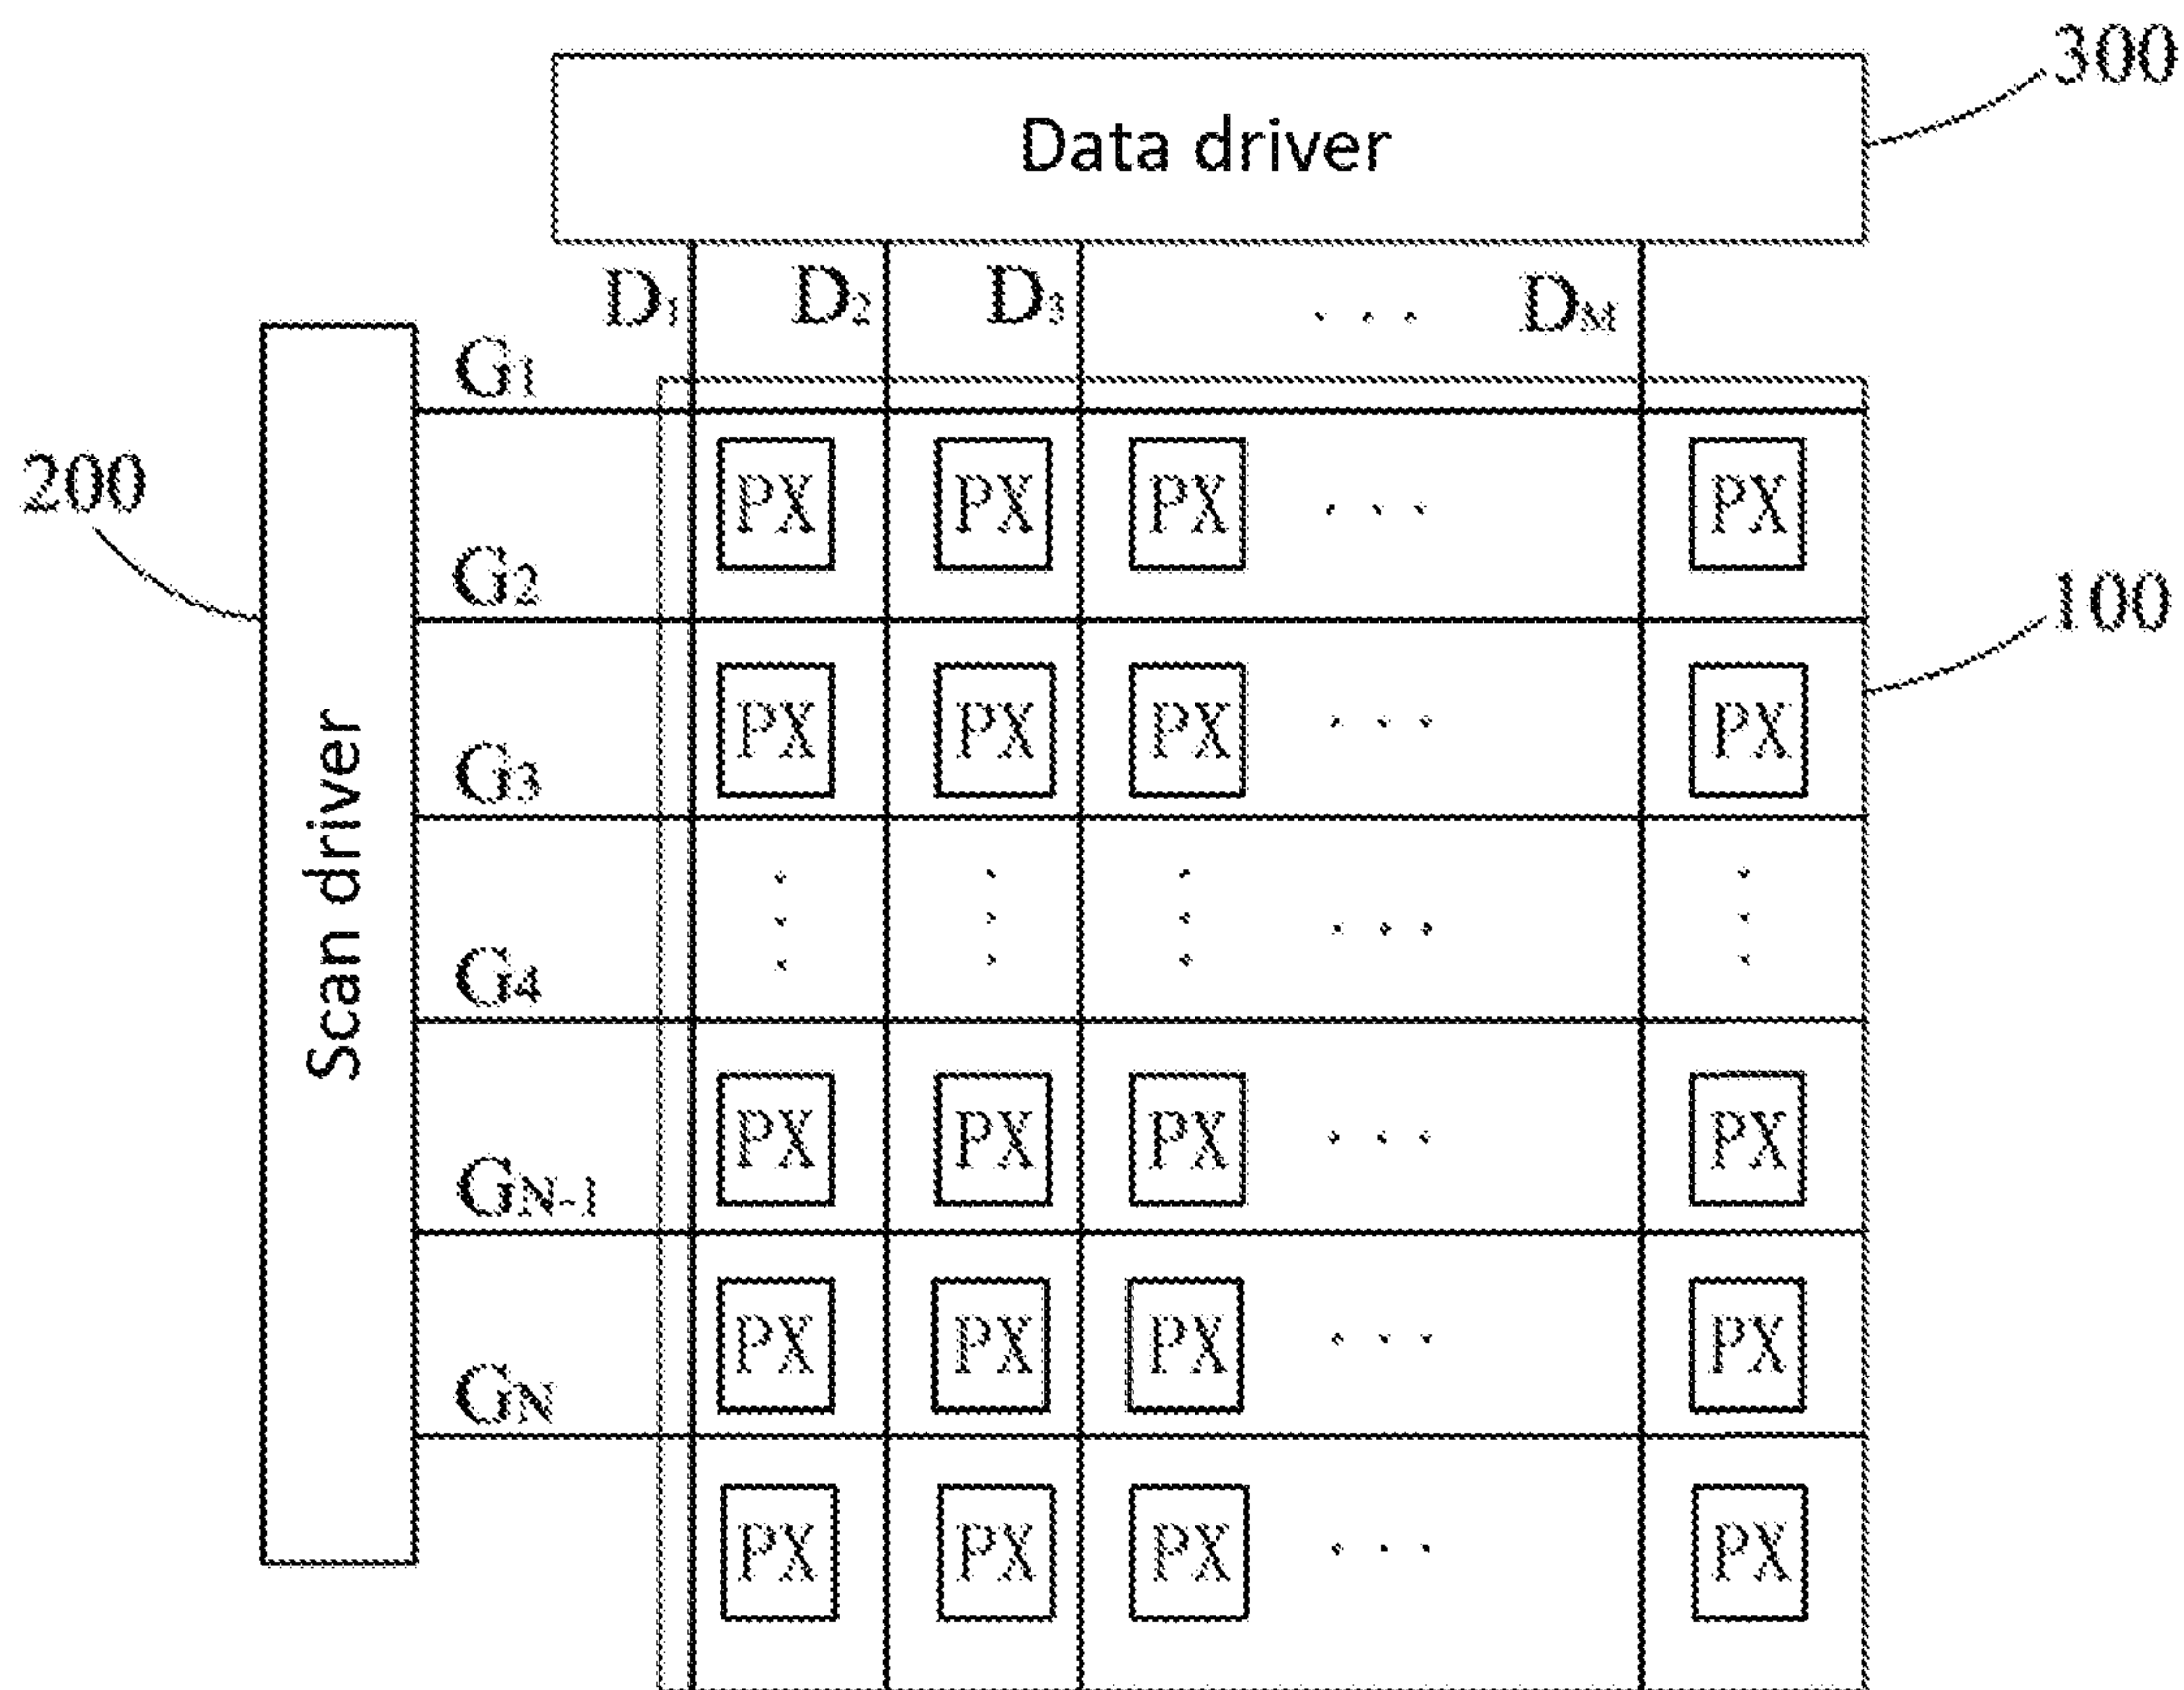 300
Data driver
D1 D2 D3 ... DM
G1
200
PX PX PX ... PX
G2
100
PX PX PX ... PX
G3
Scan driver
...
G4
PX PX PX ... PX
GN-1
PX PX PX ... PX
GN
PX PX PX ... PX